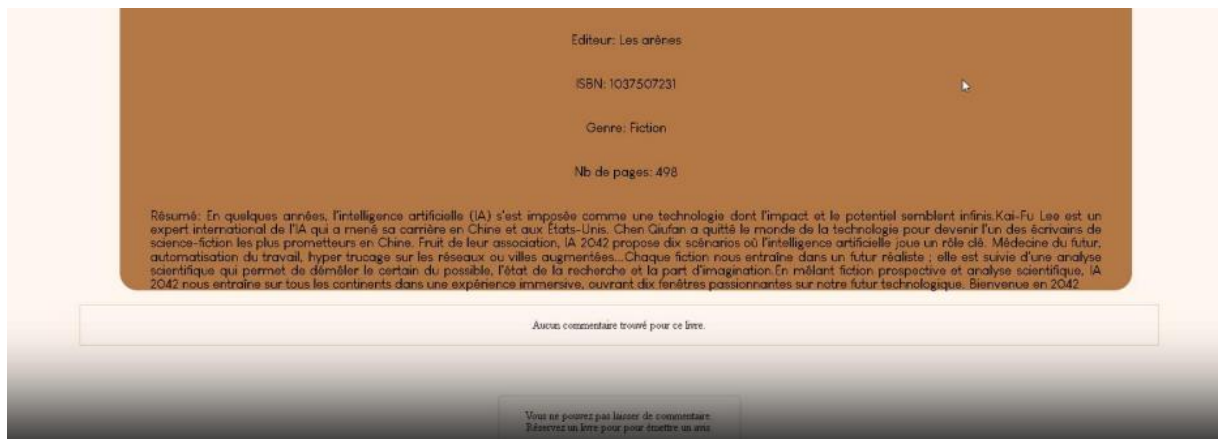 Editeur: Les arènes
ISBN: 1037507231
Genre: Fiction
Nb de pages: 498
Résumé: En quelques années, l'intelligence artificielle (IA) s'est imposée comme une technologie dont l'impact et le potentiel semblent infinis.Kai-Fu Lee est un
expert international de l'IA qui a mené sa carrière en Chine et aux États-Unis. Chen Qiufan a quitté le monde de la technologie pour devenir l'un des écrivains de
science-fiction les plus prometteurs en Chine. Fruit de leur association, IA 2042 propose dix scénarios où l'intelligence artificielle joue un rôle clé. Médecine du futur,
automatisation du travail, hyper trucage sur les réseaux ou villes augmentées...Chaque fiction nous entraîne dans un futur réaliste ; elle est suivie d'une analyse
scientifique qui permet de démêler le certain du possible, l'état de la recherche et la part d'imagination.En mêlant fiction prospective et analyse scientifique, IA
2042 nous entraîne sur tous les continents dans une expérience immersive, ouvrant dix fenêtres passionnantes sur notre futur technologique. Bienvenue en 2042
Aucun commentaire trouvé pour ce livre.
Vous ne pouvez pas laisser de commentaire.
Réservez un livre pour pour émettre un avis